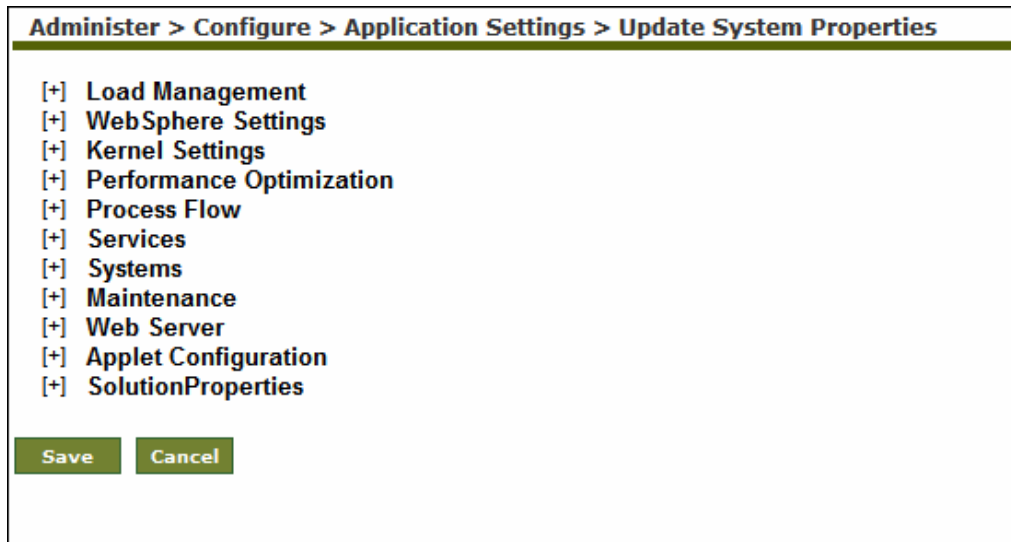 Administer > Configure > Application Settings > Update System Properties
[+] Load Management
[+] WebSphere Settings
[+] Kernel Settings
[+] Performance Optimization
[+] Process Flow
[+] Services
[+] Systems
[+] Maintenance
[+] Web Server
[+] Applet Configuration
[+] SolutionProperties
Save Cancel